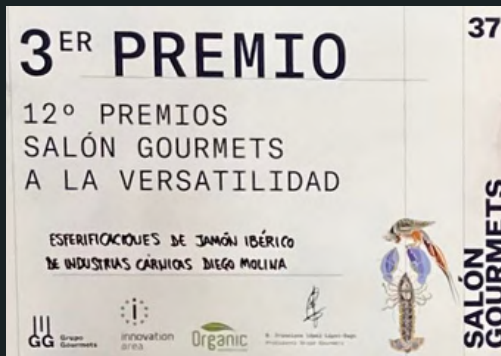 3ER PREMIO
12º PREMIOS
SALÓN GOURMETS
A LA VERSATILIDAD
ESFERIFICACIONES DE JAMÓN IBÉRICO
DE INDUSTRIAS CÁRNICAS DIEGO MOLINA
GG Grupo
Gourmets
innovation
area
Organic
37
SALÓN
GOURMETS